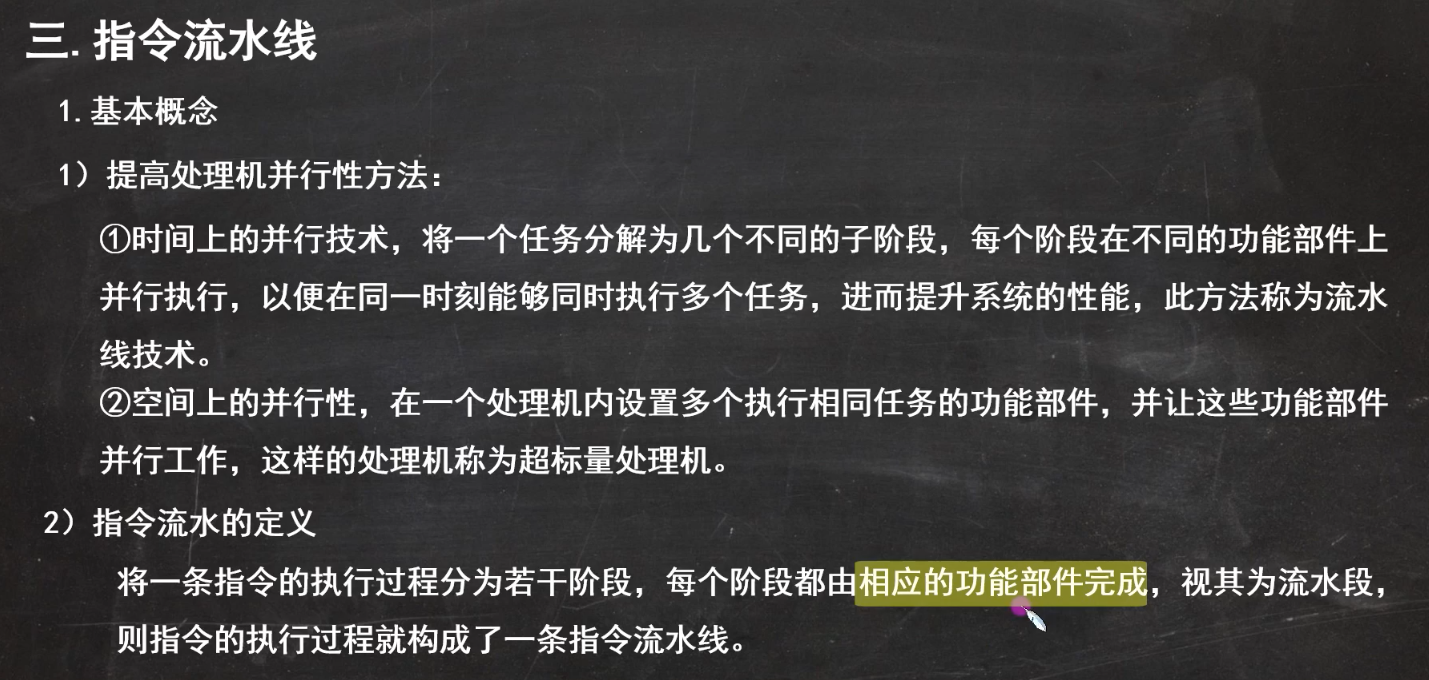 三.指令流水线
1.基本概念
1）提高处理机并行性方法：
①时间上的并行技术，将一个任务分解为几个不同的子阶段，每个阶段在不同的功能部件上
并行执行，以便在同一时刻能够同时执行多个任务，进而提升系统的性能，此方法称为流水
线技术。
②空间上的并行性，在一个处理机内设置多个执行相同任务的功能部件，并让这些功能部件
并行工作，这样的处理机称为超标量处理机。
2）指令流水的定义
将一条指令的执行过程分为若干阶段，每个阶段都由相应的功能部件完成，视其为流水段，
则指令的执行过程就构成了一条指令流水线。